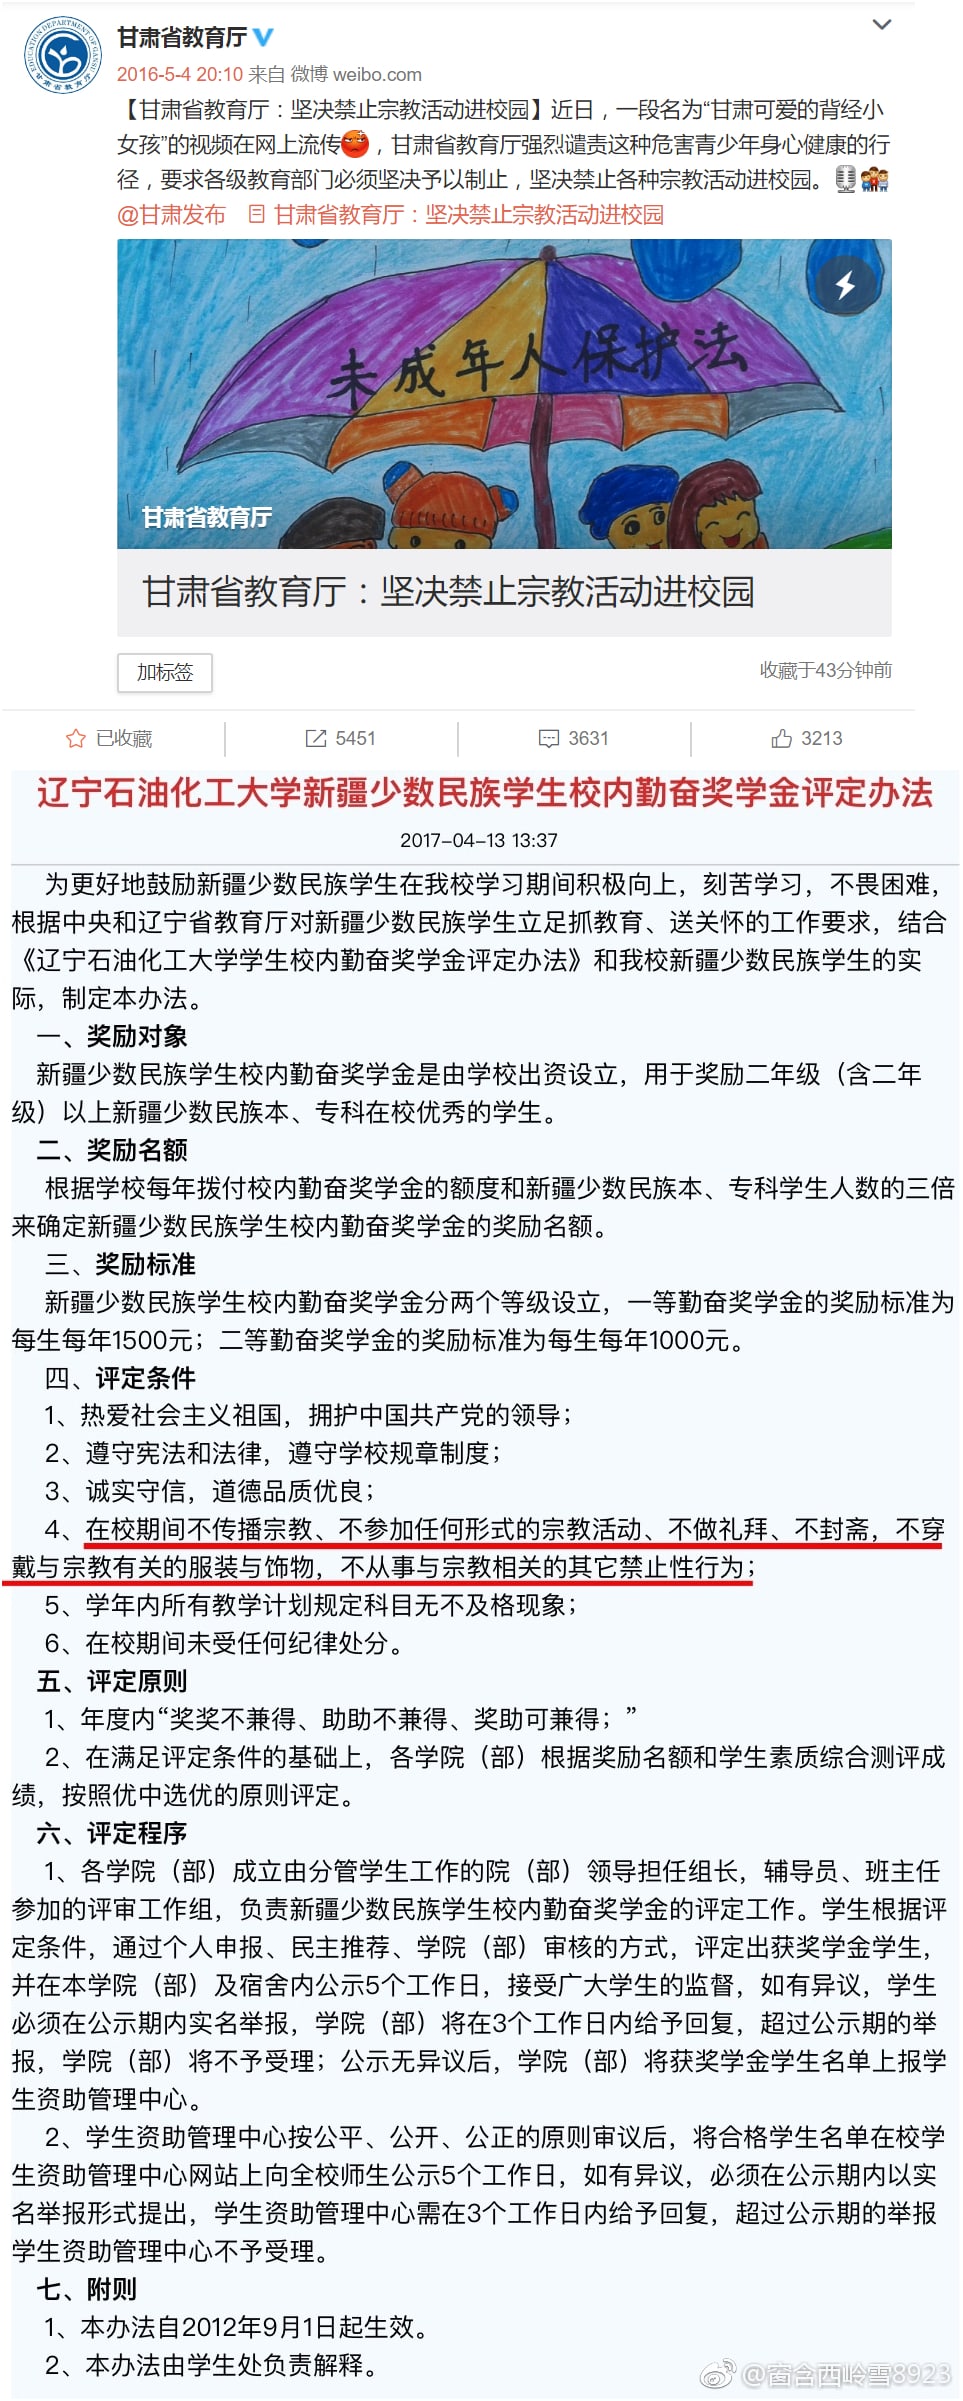 甘肃省教育厅
2016-5-4 20:10 来自 微博 weibo.com
【甘肃省教育厅：坚决禁止宗教活动进校园】近日，一段名为“甘肃可爱的背经小
女孩”的视频在网上流传，甘肃省教育厅强烈谴责这种危害青少年身心健康的行
径，要求各级教育部门必须坚决予以制止，坚决禁止各种宗教活动进校园。
@甘肃发布 甘肃省教育厅：坚决禁止宗教活动进校园
未成年人保护法
甘肃省教育厅
甘肃省教育厅：坚决禁止宗教活动进校园
加标签
收藏于43分钟前
已收藏 5451 3631 3213
辽宁石油化工大学新疆少数民族学生校内勤奋奖学金评定办法
2017-04-13 13:37
为更好地鼓励新疆少数民族学生在我校学习期间积极向上，刻苦学习，不畏困难，
根据中央和辽宁省教育厅对新疆少数民族学生立足抓教育、送关怀的工作要求，结合
《辽宁石油化工大学学生校内勤奋奖学金评定办法》和我校新疆少数民族学生的实
际，制定本办法。
一、奖励对象
新疆少数民族学生校内勤奋奖学金是由学校出资设立，用于奖励二年级（含二年
级）以上新疆少数民族本、专科在校优秀的学生。
二、奖励名额
根据学校每年拨付校内勤奋奖学金的额度和新疆少数民族本、专科学生人数的三倍
来确定新疆少数民族学生校内勤奋奖学金的奖励名额。
三、奖励标准
新疆少数民族学生校内勤奋奖学金分两个等级设立，一等勤奋奖学金的奖励标准为
每生每年1500元；二等勤奋奖学金的奖励标准为每生每年1000元。
四、评定条件
1、热爱社会主义祖国，拥护中国共产党的领导；
2、遵守宪法和法律，遵守学校规章制度；
3、诚实守信，道德品质优良；
4、在校期间不传播宗教、不参加任何形式的宗教活动、不做礼拜、不封斋，不穿
戴与宗教有关的服装与饰物，不从事与宗教相关的其它禁止性行为；
5、学年内所有教学计划规定科目无不及格现象；
6、在校期间未受任何纪律处分。
五、评定原则
1、年度内“奖奖不兼得、助助不兼得、奖助可兼得；”
2、在满足评定条件的基础上，各学院（部）根据奖励名额和学生素质综合测评成
绩，按照优中选优的原则评定。
六、评定程序
1、各学院（部）成立由分管学生工作的院（部）领导担任组长，辅导员、班主任
参加的评审工作组，负责新疆少数民族学生校内勤奋奖学金的评定工作。学生根据评
定条件，通过个人申报、民主推荐、学院（部）审核的方式，评定出获奖学金学生，
并在本学院（部）及宿舍内公示5个工作日，接受广大学生的监督，如有异议，学生
必须在公示期内实名举报，学院（部）将在3个工作日内给予回复，超过公示期的举
报，学院（部）将不予受理；公示无异议后，学院（部）将获奖学金学生名单上报学
生资助管理中心。
2、学生资助管理中心按公平、公开、公正的原则审议后，将合格学生名单在校学
生资助管理中心网站上向全校师生公示5个工作日，如有异议，必须在公示期内以实
名举报形式提出，学生资助管理中心需在3个工作日内给予回复，超过公示期的举报
学生资助管理中心不予受理。
七、附则
1、本办法自2012年9月1日起生效。
2、本办法由学生处负责解释。
@窗含西岭雪8923